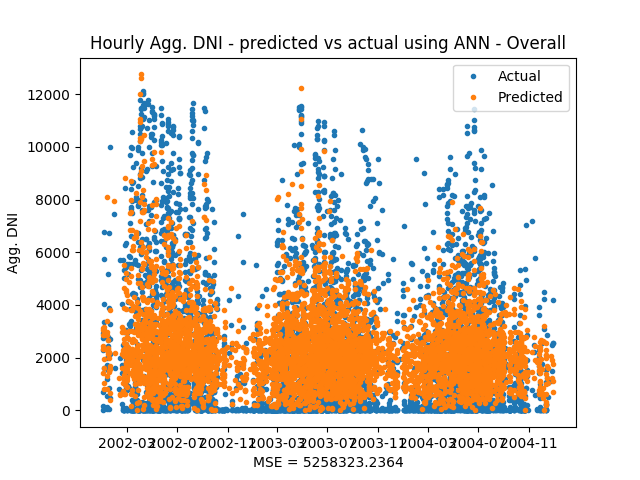 Hourly Agg. DNI - predicted vs actual using ANN - Overall
Actual
Predicted
12000
10000
8000
6000
4000
2000
0
Agg. DNI
2002-03 2002-07 2002-11 2003-03 2003-07 2003-11 2004-03 2004-07 2004-11
MSE = 5258323.2364